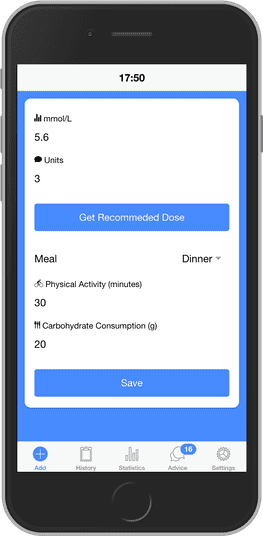 17:50
mmol/L
5.6
Units
3
Get Recommeded Dose
Meal Dinner
Physical Activity (minutes)
30
Carbohydrate Consumption (g)
20
Save
16
Add History Statistics Advice Settings